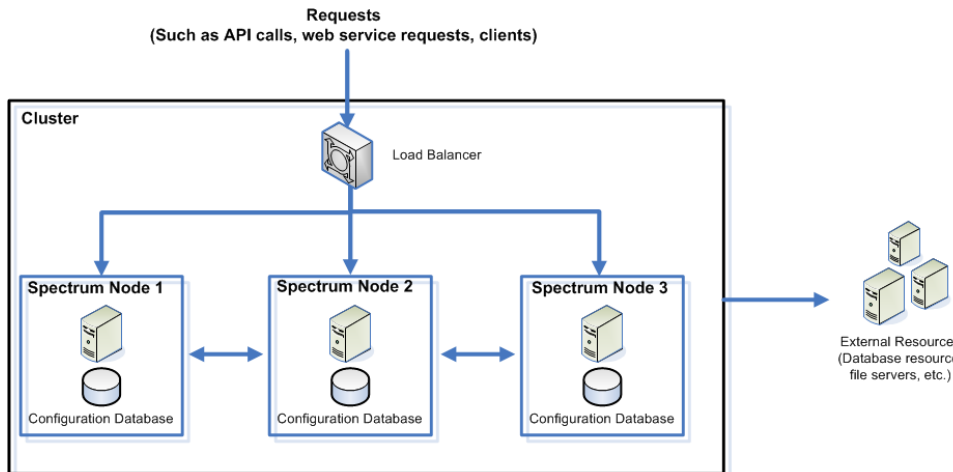 Requests
(Such as API calls, web service requests, clients)
Cluster
Load Balancer
Spectrum Node 1
Spectrum Node 2
Spectrum Node 3
Configuration Database
Configuration Database
Configuration Database
External Resource
(Database resourc
file servers, etc.)